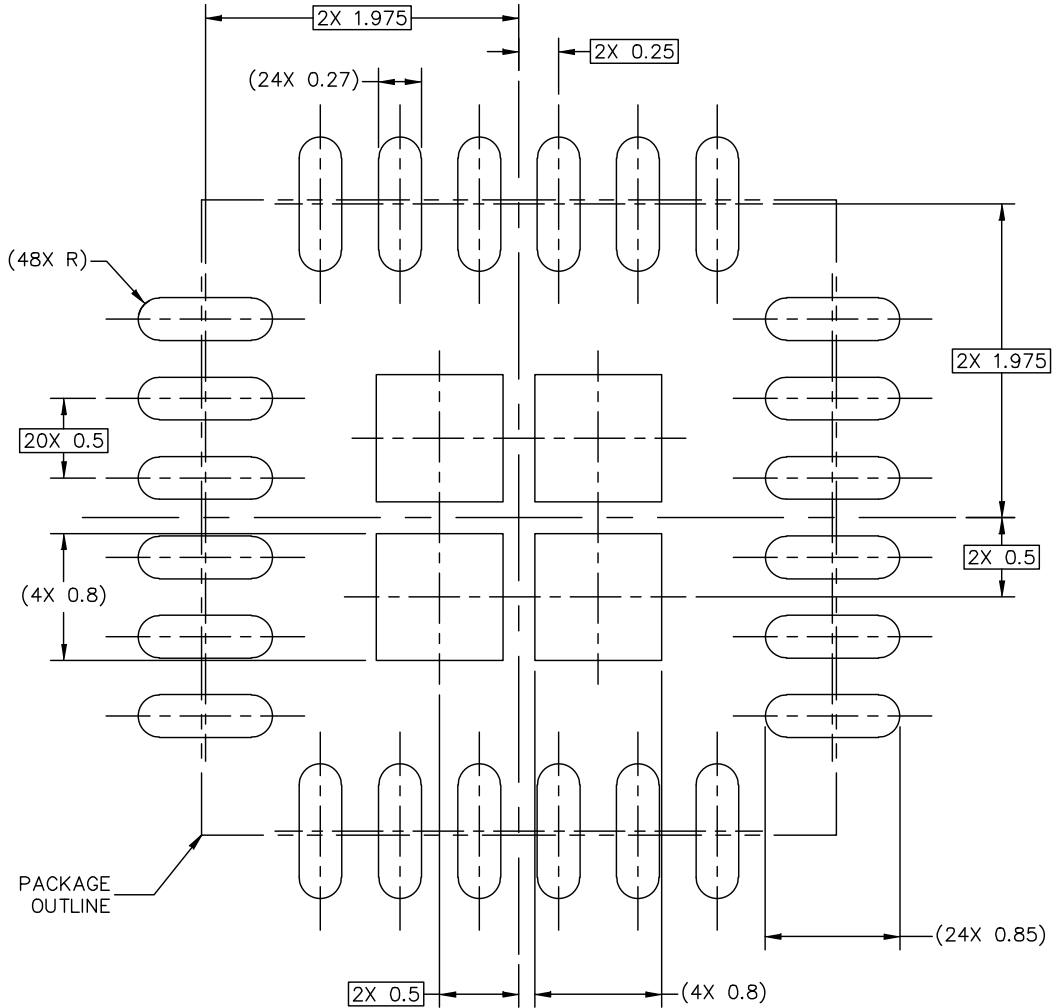 2X 1.975
2X 0.25
(24X 0.27)
(48X R)
2X 1.975
20X 0.5
2X 0.5
(4X 0.8)
PACKAGE
OUTLINE
(24X 0.85)
2X 0.5
(4X 0.8)